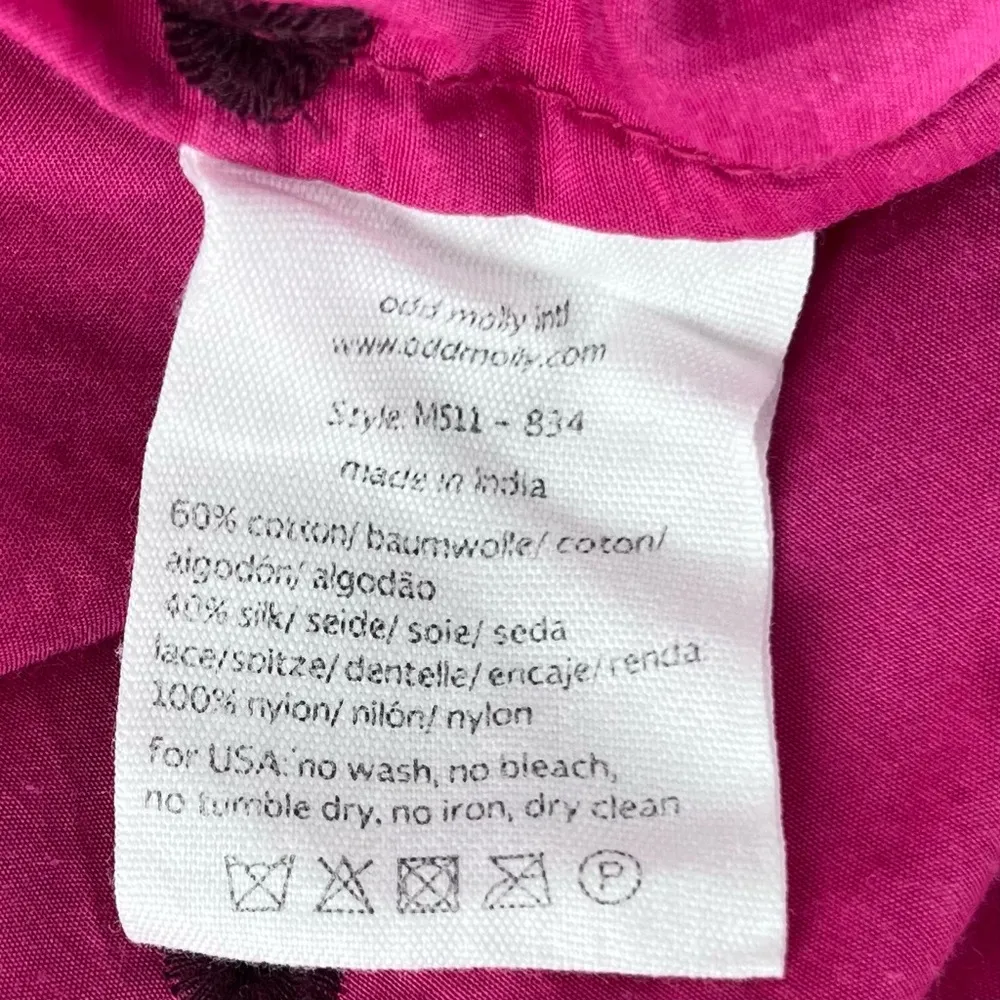 odd molly intl
www.oddmolly.com
Style: M511 - 834
made in India
60% cotton/ baumwolle/ coton/
algodón/ algodão
40% silk/ seide/ soie/ seda
lace/spitze/ dentelle/ encaje/ renda
100% nylon/ nilón/ nylon
for USA: no wash, no bleach,
no tumble dry, no iron, dry clean
P